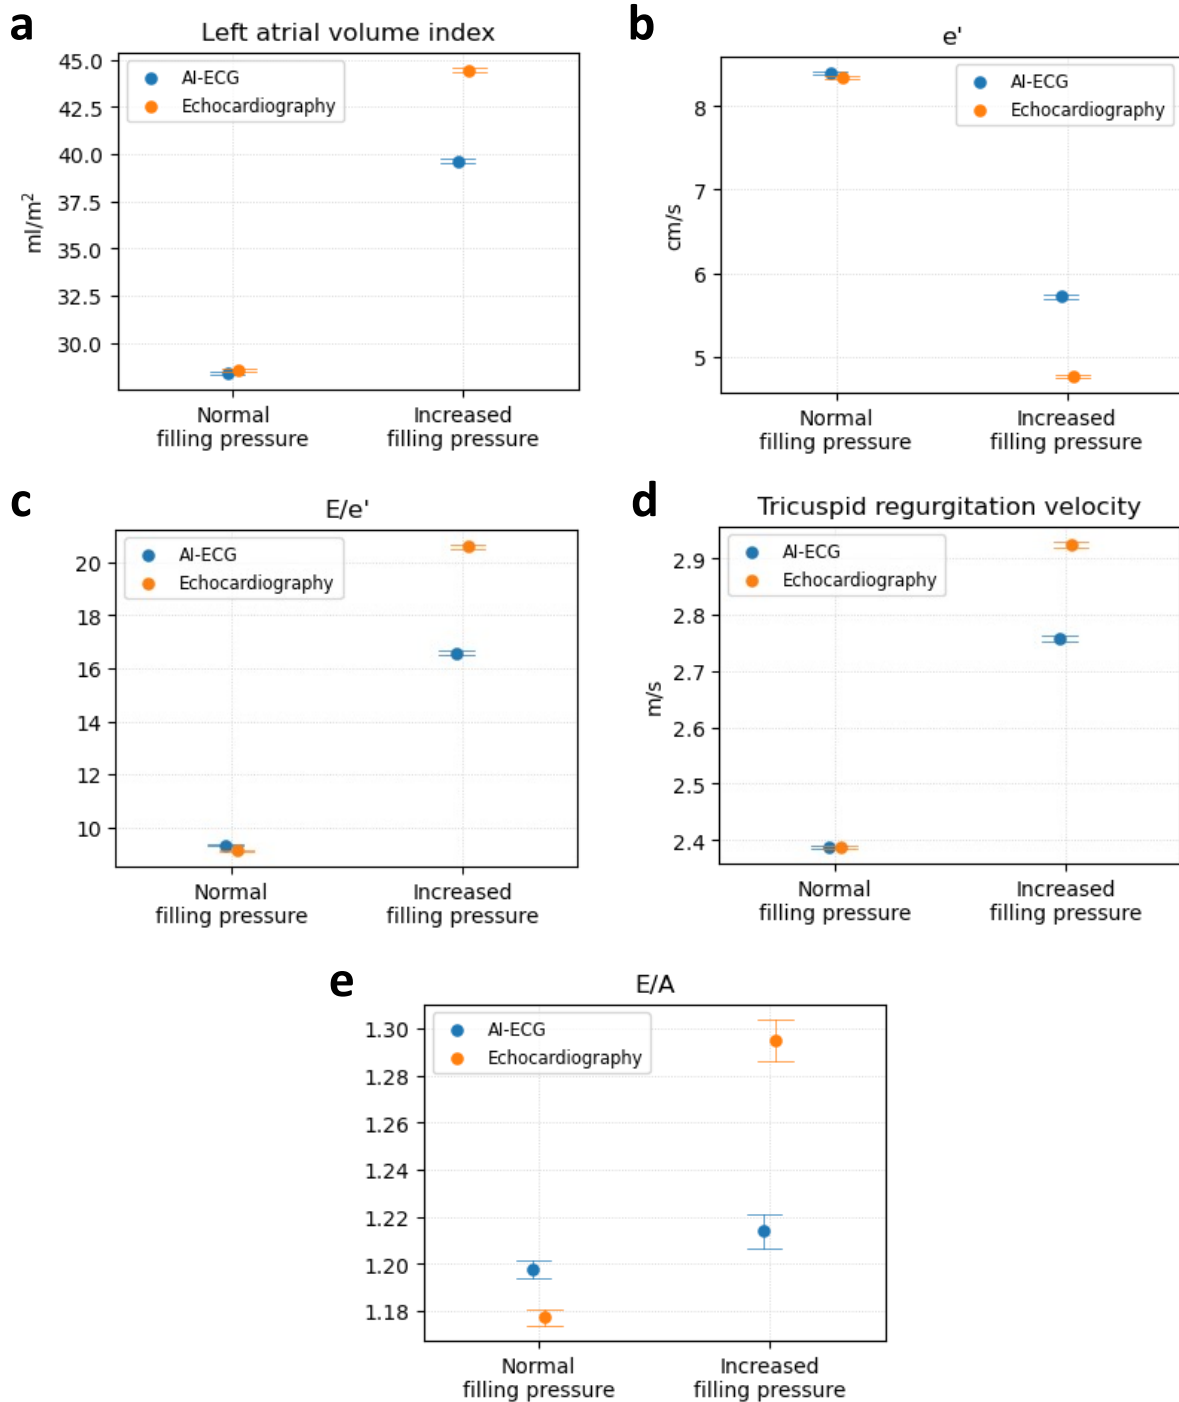 a
Left atrial volume index
45.0
42.5
40.0
37.5
35.0
32.5
30.0
ml/m²
AI-ECG
Echocardiography
Normal
filling pressure
Increased
filling pressure
b
e'
8
7
6
5
cm/s
AI-ECG
Echocardiography
Normal
filling pressure
Increased
filling pressure
c
E/e'
20
18
16
14
12
10
AI-ECG
Echocardiography
Normal
filling pressure
Increased
filling pressure
d
Tricuspid regurgitation velocity
2.9
2.8
2.7
2.6
2.5
2.4
m/s
AI-ECG
Echocardiography
Normal
filling pressure
Increased
filling pressure
e
E/A
1.30
1.28
1.26
1.24
1.22
1.20
1.18
AI-ECG
Echocardiography
Normal
filling pressure
Increased
filling pressure